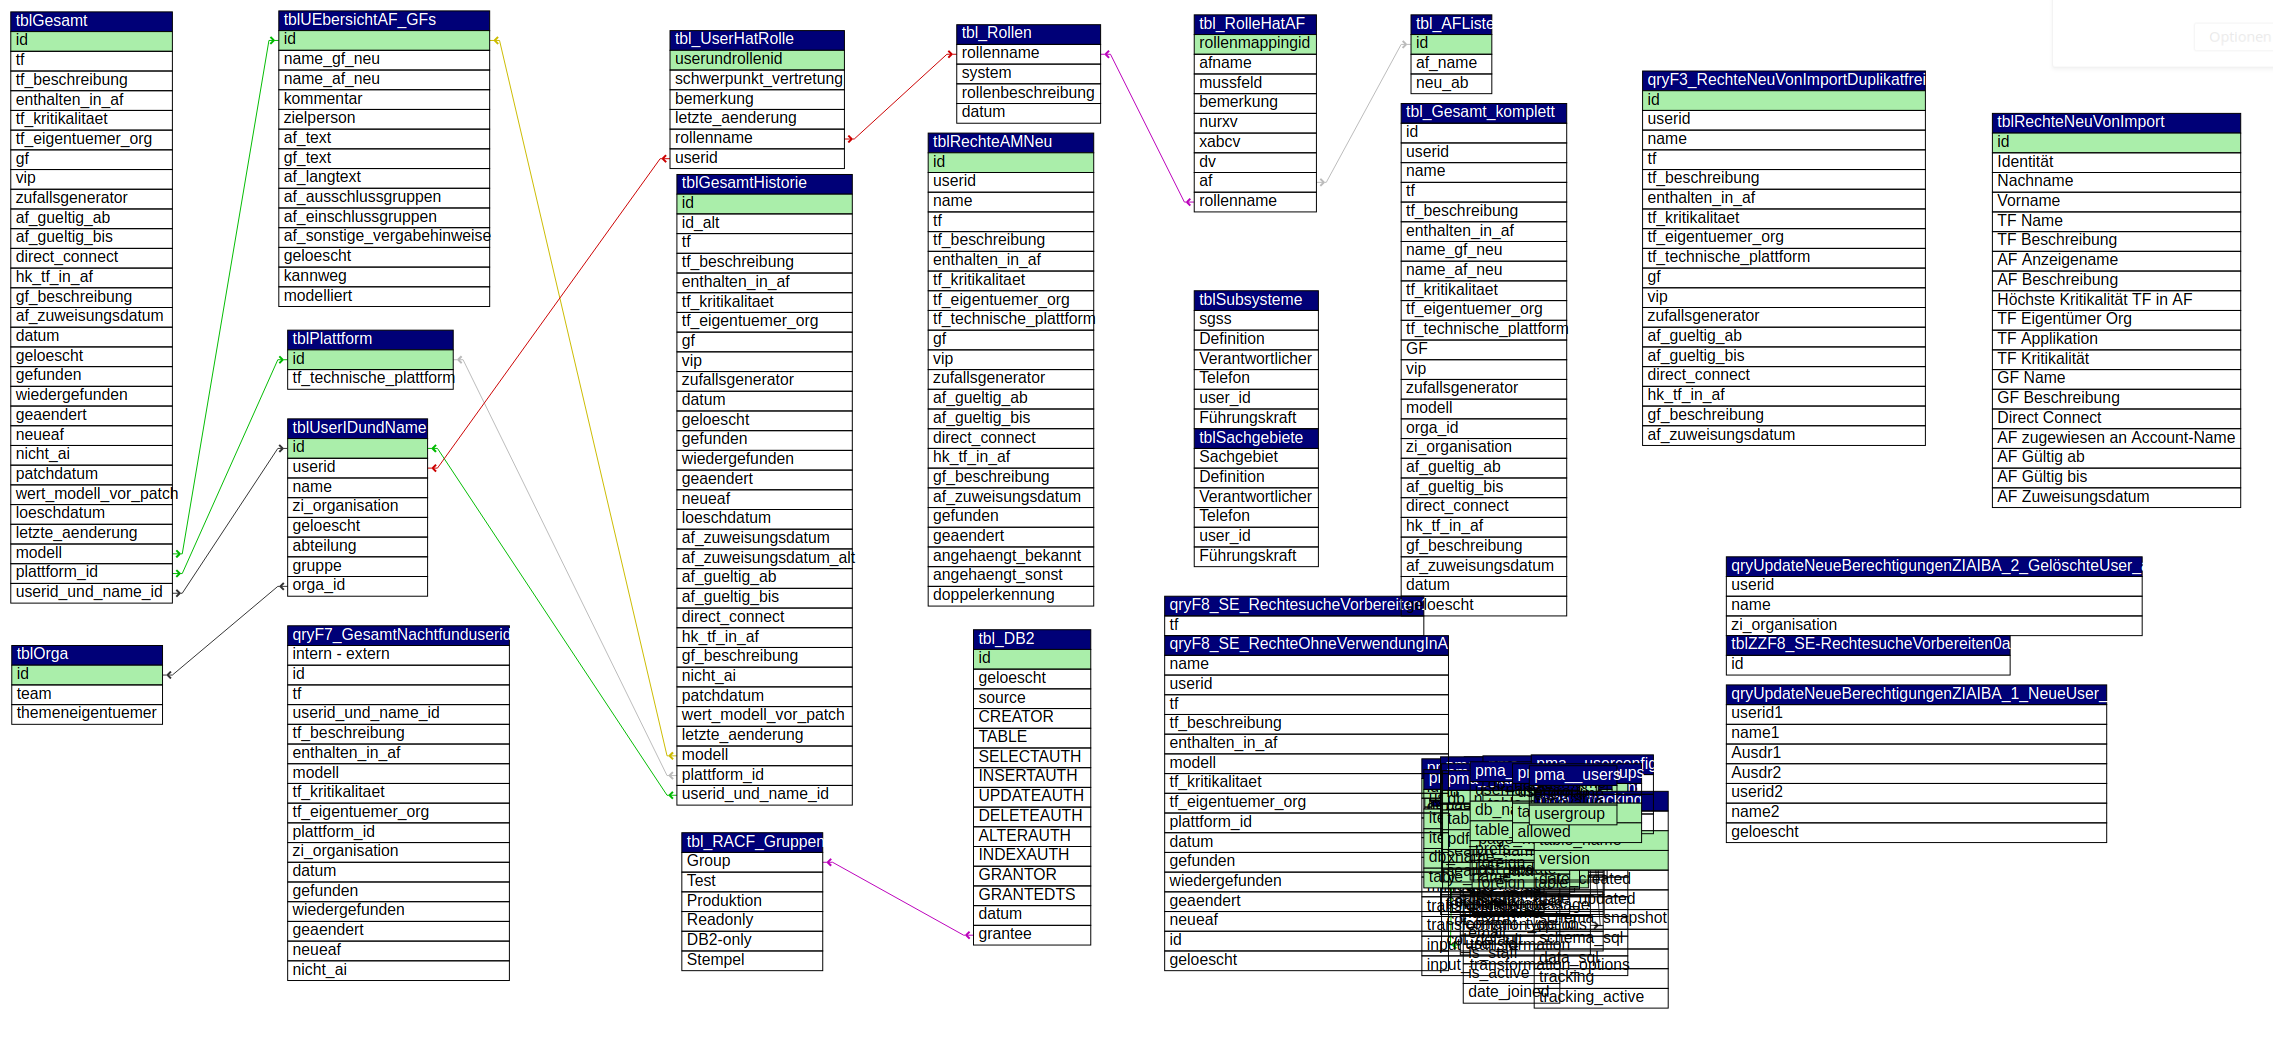 tblGesamt
id
tf
tf_beschreibung
enthalten_in_af
tf_kritikalitaet
tf_eigentuemer_org
gf
vip
zufallsgenerator
af_gueltig_ab
af_gueltig_bis
direct_connect
hk_tf_in_af
gf_beschreibung
af_zuweisungsdatum
datum
geloescht
gefunden
wiedergefunden
geaendert
neueaf
nicht_ai
patchdatum
wert_modell_vor_patch
loeschdatum
letzte_aenderung
modell
plattform_id
userid_und_name_id
tblOrga
id
team
themeneigentuemer
tblUEbersichtAF_GFs
id
name_gf_neu
name_af_neu
kommentar
zielperson
af_text
gf_text
af_langtext
af_ausschlussgruppen
af_einschlussgruppen
af_sonstige_vergabehinweise
geloescht
kannweg
modelliert
tblPlattform
id
tf_technische_plattform
tblUserIDundName
id
userid
name
zi_organisation
geloescht
abteilung
gruppe
orga_id
qryF7_GesamtNachtfunduserid
intern - extern
id
tf
userid_und_name_id
tf_beschreibung
enthalten_in_af
modell
tf_kritikalitaet
tf_eigentuemer_org
plattform_id
zi_organisation
datum
gefunden
wiedergefunden
geaendert
neueaf
nicht_ai
tbl_UserHatRolle
userundrollenid
schwerpunkt_vertretung
bemerkung
letzte_aenderung
rollenname
userid
tblGesamtHistorie
id
id_alt
tf
tf_beschreibung
enthalten_in_af
tf_kritikalitaet
tf_eigentuemer_org
gf
vip
zufallsgenerator
datum
geloescht
gefunden
wiedergefunden
geaendert
neueaf
loeschdatum
af_zuweisungsdatum
af_zuweisungsdatum_alt
af_gueltig_ab
af_gueltig_bis
direct_connect
hk_tf_in_af
gf_beschreibung
nicht_ai
patchdatum
wert_modell_vor_patch
letzte_aenderung
modell
plattform_id
userid_und_name_id
tbl_RACF_Gruppen
Group
Test
Produktion
Readonly
DB2-only
Stempel
tbl_Rollen
rollenname
system
rollenbeschreibung
datum
tblRechteAMNeu
id
userid
name
tf
tf_beschreibung
enthalten_in_af
tf_kritikalitaet
tf_eigentuemer_org
tf_technische_plattform
gf
vip
zufallsgenerator
af_gueltig_ab
af_gueltig_bis
direct_connect
hk_tf_in_af
gf_beschreibung
af_zuweisungsdatum
gefunden
geaendert
angehaengt_bekannt
angehaengt_sonst
doppelerkennung
tbl_DB2
id
geloescht
source
CREATOR
TABLE
SELECTAUTH
INSERTAUTH
UPDATEAUTH
DELETEAUTH
ALTERAUTH
INDEXAUTH
GRANTOR
GRANTEDTS
datum
grantee
tbl_RolleHatAF
rollenmappingid
afname
mussfeld
bemerkung
nurxv
xabcv
dv
af
rollenname
tblSubsysteme
sgss
Definition
Verantwortlicher
Telefon
user_id
Führungskraft
tblSachgebiete
Sachgebiet
Definition
Verantwortlicher
Telefon
user_id
Führungskraft
qryF8_SE_RechtesucheVorbereiten
tf
qryF8_SE_RechteOhneVerwendungInA
name
userid
tf
tf_beschreibung
enthalten_in_af
modell
tf_kritikalitaet
tf_eigentuemer_org
plattform_id
datum
gefunden
wiedergefunden
geaendert
neueaf
id
geloescht
tbl_AFListe
id
af_name
neu_ab
tbl_Gesamt_komplett
id
userid
name
tf
tf_beschreibung
enthalten_in_af
name_gf_neu
name_af_neu
tf_kritikalitaet
tf_eigentuemer_org
tf_technische_plattform
GF
vip
zufallsgenerator
modell
orga_id
zi_organisation
af_gueltig_ab
af_gueltig_bis
direct_connect
hk_tf_in_af
gf_beschreibung
af_zuweisungsdatum
datum
geloescht
pma__users
usergroup
allowed
version
schema_sql
data_sql
tracking
tracking_active
is_active
date_joined
input_transformation_options
qryF3_RechteNeuVonImportDuplikatfrei
id
userid
name
tf
tf_beschreibung
enthalten_in_af
tf_kritikalitaet
tf_eigentuemer_org
tf_technische_plattform
gf
vip
zufallsgenerator
af_gueltig_ab
af_gueltig_bis
direct_connect
hk_tf_in_af
gf_beschreibung
af_zuweisungsdatum
qryUpdateNeueBerechtigungenZIAIBA_2_GelöschteUser_
userid
name
zi_organisation
tblZZF8_SE-RechtesucheVorbereiten0a
id
qryUpdateNeueBerechtigungenZIAIBA_1_NeueUser_
userid1
name1
Ausdr1
Ausdr2
userid2
name2
geloescht
tblRechteNeuVonImport
id
Identität
Nachname
Vorname
TF Name
TF Beschreibung
AF Anzeigename
AF Beschreibung
Höchste Kritikalität TF in AF
TF Eigentümer Org
TF Applikation
TF Kritikalität
GF Name
GF Beschreibung
Direct Connect
AF zugewiesen an Account-Name
AF Gültig ab
AF Gültig bis
AF Zuweisungsdatum
Optionen